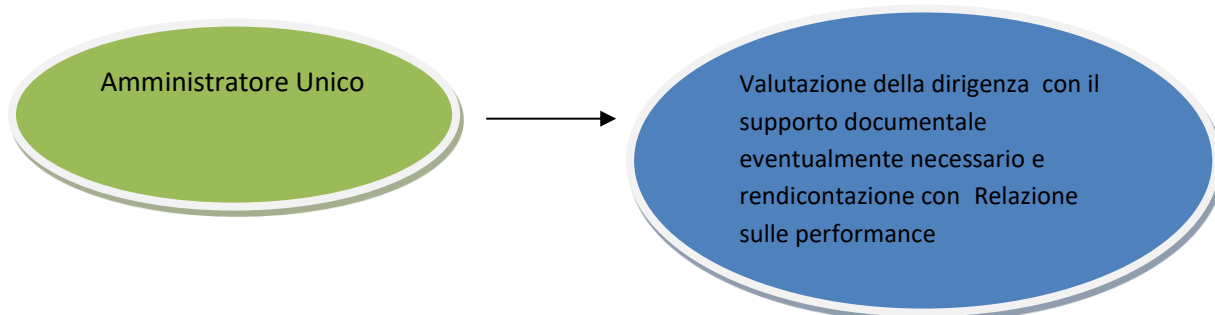 Amministratore Unico
Valutazione della dirigenza con il
supporto documentale
eventualmente necessario e
rendicontazione con Relazione
sulle performance